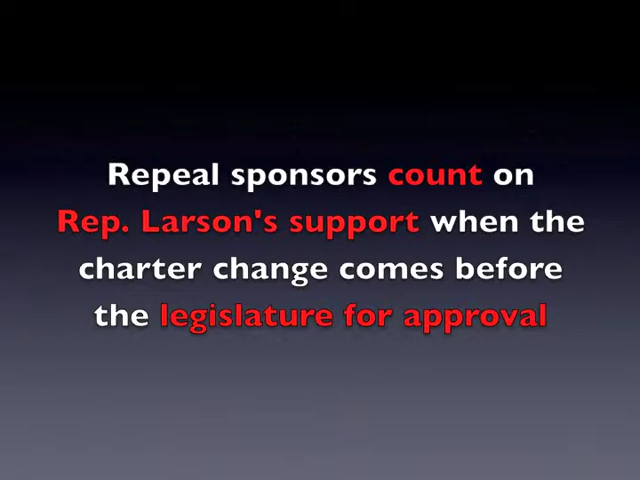 Repeal sponsors count on
Rep. Larson's support when the
charter change comes before
the legislature for approval